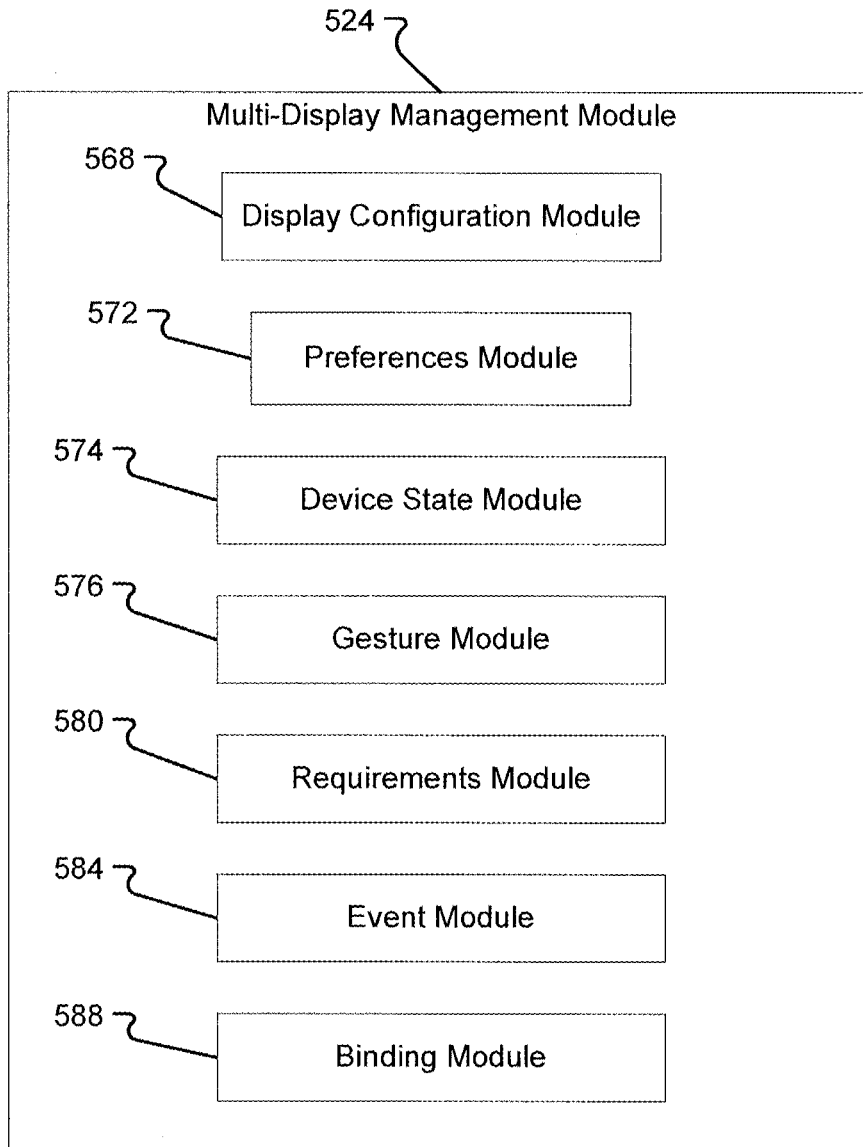 524
Multi-Display Management Module
568
Display Configuration Module
572
Preferences Module
574
Device State Module
576
Gesture Module
580
Requirements Module
584
Event Module
588
Binding Module